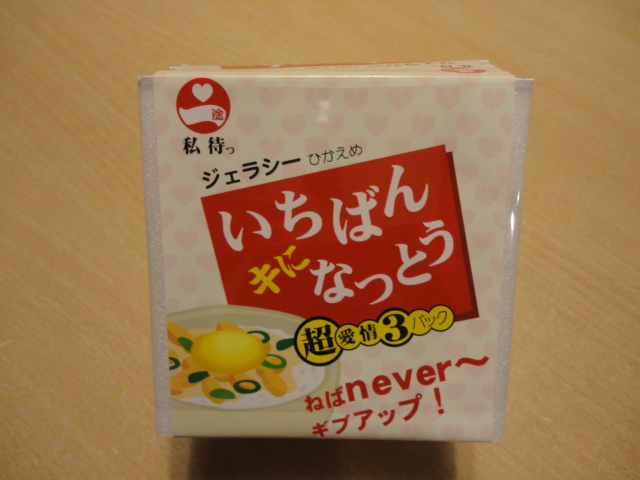 一途
私待つ
ジェラシーひかえめ
いちばん
キになっとう
超愛情3パック
ねばnever〜
ギブアップ!